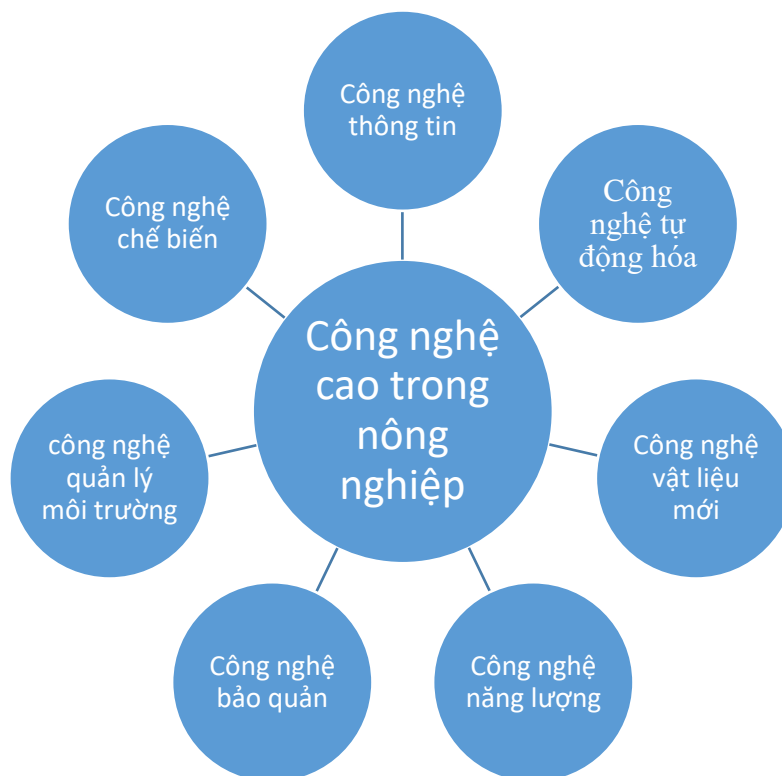 Công nghệ
thông tin
Công
nghệ tự
động hóa
Công nghệ
vật liệu
mới
Công nghệ
năng lượng
Công nghệ
bảo quản
công nghệ
quản lý
môi trường
Công nghệ
chế biến
Công nghệ
cao trong
nông
nghiệp